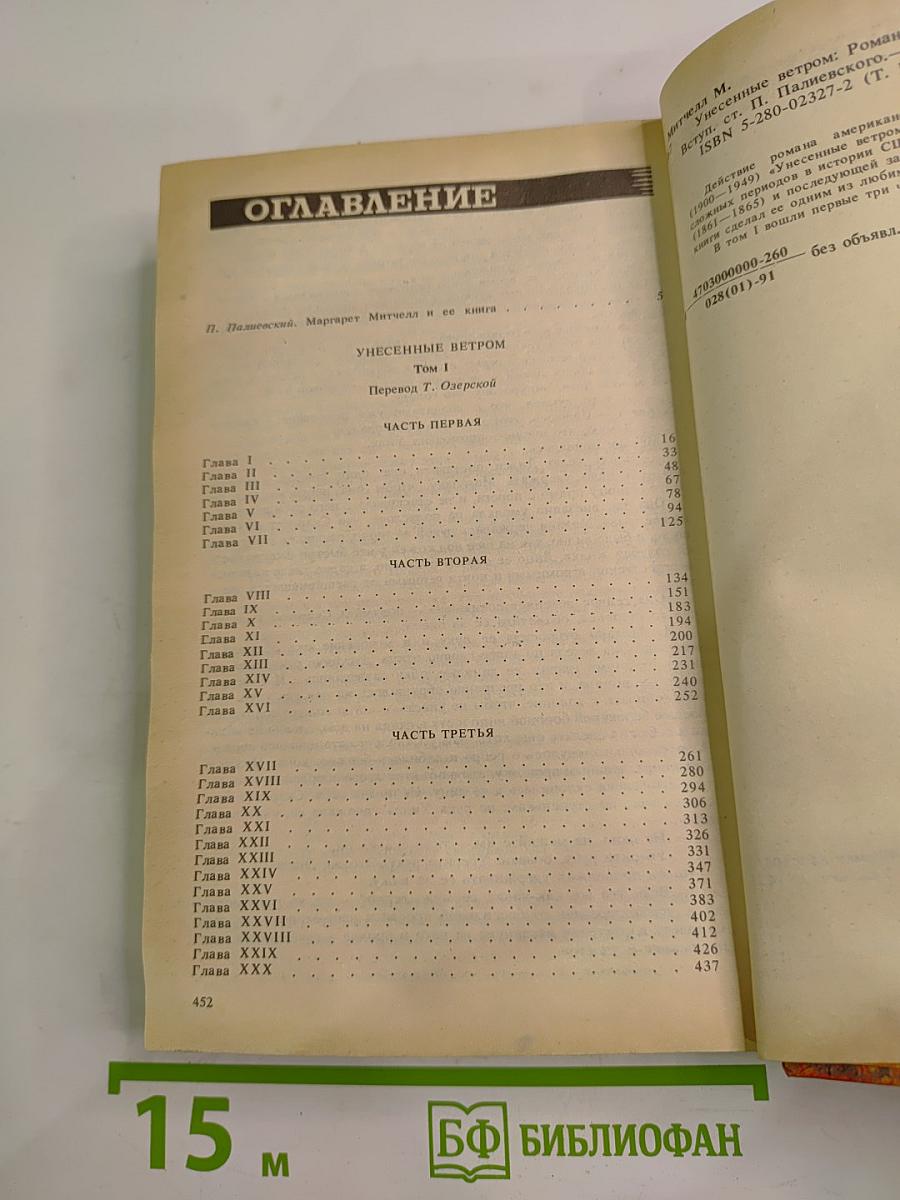 ОГЛАВЛЕНИЕ
П. Палиевский. Маргарет Митчелл и ее книга . . . . . . . . 5
УНЕСЕННЫЕ ВЕТРОМ
Том I
Перевод Т. Озерской
ЧАСТЬ ПЕРВАЯ
Глава I . . . . . . . . 16
Глава II . . . . . . . . 33
Глава III . . . . . . . . 48
Глава IV . . . . . . . . 67
Глава V . . . . . . . . 78
Глава VI . . . . . . . . 94
Глава VII . . . . . . . . 125
ЧАСТЬ ВТОРАЯ
Глава VIII . . . . . . . . 134
Глава IX . . . . . . . . 151
Глава X . . . . . . . . 183
Глава XI . . . . . . . . 194
Глава XII . . . . . . . . 200
Глава XIII . . . . . . . . 217
Глава XIV . . . . . . . . 231
Глава XV . . . . . . . . 240
Глава XVI . . . . . . . . 252
ЧАСТЬ ТРЕТЬЯ
Глава XVII . . . . . . . . 261
Глава XVIII . . . . . . . . 280
Глава XIX . . . . . . . . 294
Глава XX . . . . . . . . 306
Глава XXI . . . . . . . . 313
Глава XXII . . . . . . . . 326
Глава XXIII . . . . . . . . 331
Глава XXIV . . . . . . . . 347
Глава XXV . . . . . . . . 371
Глава XXVI . . . . . . . . 383
Глава XXVII . . . . . . . . 402
Глава XXVIII . . . . . . . . 412
Глава XXIX . . . . . . . . 426
Глава XXX . . . . . . . . 437
452
Митчелл М.
Унесенные ветром: Роман
Вступ. ст. П. Палиевского.—
ISBN 5-280-02327-2 (Т.
Действие романа америкап
(1900—1949) «Унесенные ветром
сложных периодов в истории СШ
(1861—1865) и последующей за
книги сделал ее одним из любим
В том I вошли первые три ч
4703000000-260
028(01)-91
без объявл.
15 м
БФ БИБЛИОФАН